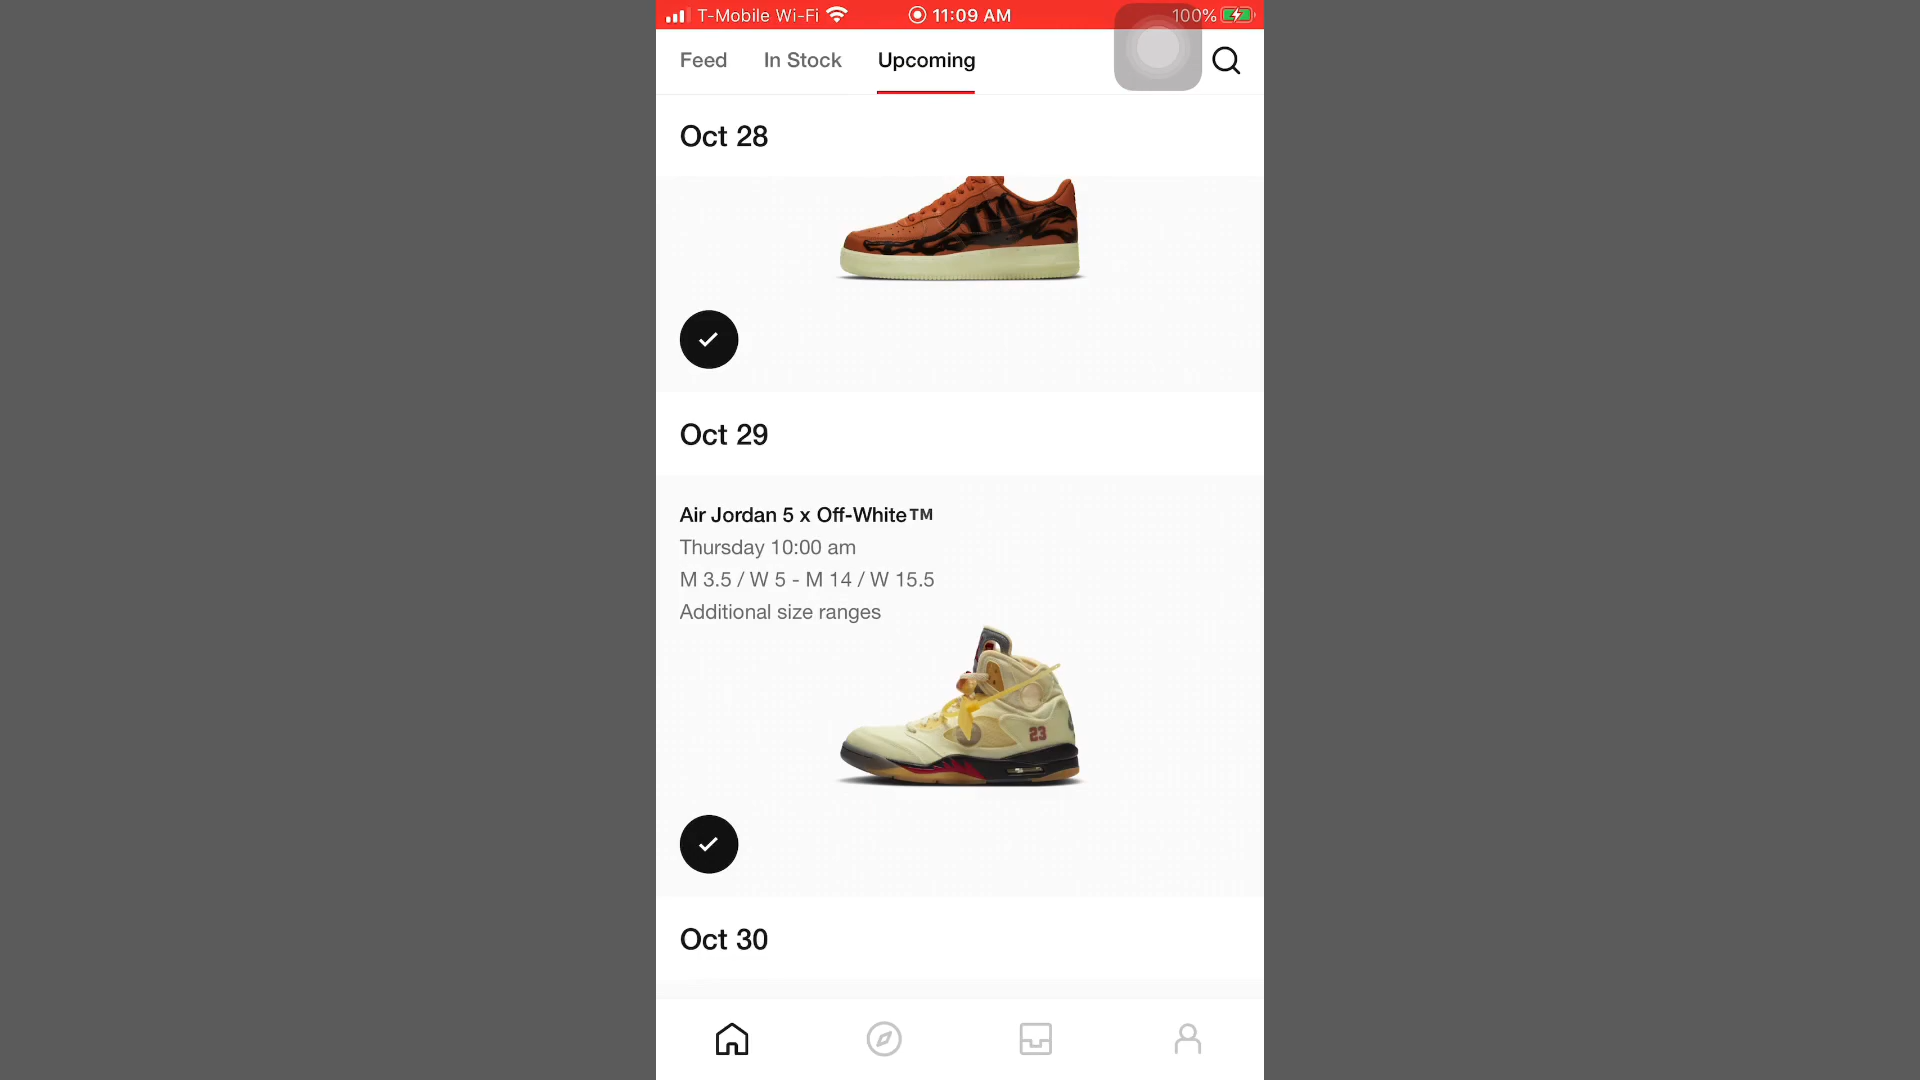 T-Mobile Wi-Fi 11:09 AM 100%
Feed In Stock Upcoming
Oct 28
Oct 29
Air Jordan 5 x Off-White™
Thursday 10:00 am
M 3.5 / W 5 - M 14 / W 15.5
Additional size ranges
23
Oct 30